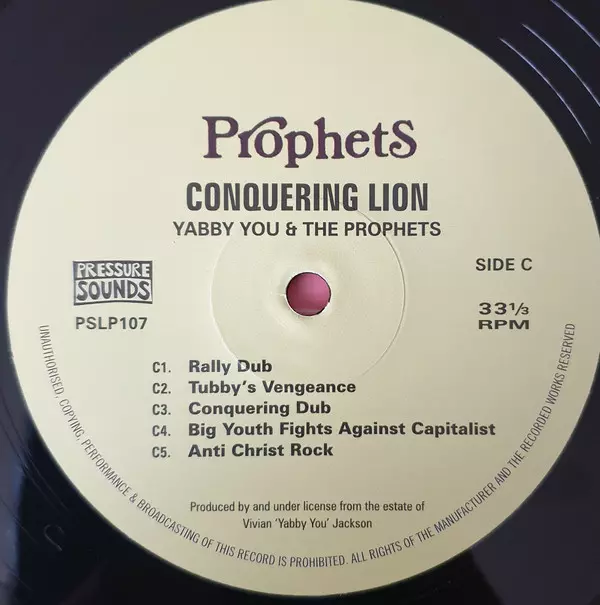 Prophets
CONQUERING LION
YABBY YOU & THE PROPHETS
PRESSURE
SOUNDS
PSLP107
SIDE C
33⅓
RPM
C1. Rally Dub
C2. Tubby's Vengeance
C3. Conquering Dub
C4. Big Youth Fights Against Capitalist
C5. Anti Christ Rock
Produced by and under license from the estate of
Vivian 'Yabby You' Jackson
UNAUTHORISED, COPYING, PERFORMANCE & BROADCASTING OF THIS RECORD IS PROHIBITED. ALL RIGHTS OF THE MANUFACTURER AND THE RECORDED WORKS RESERVED